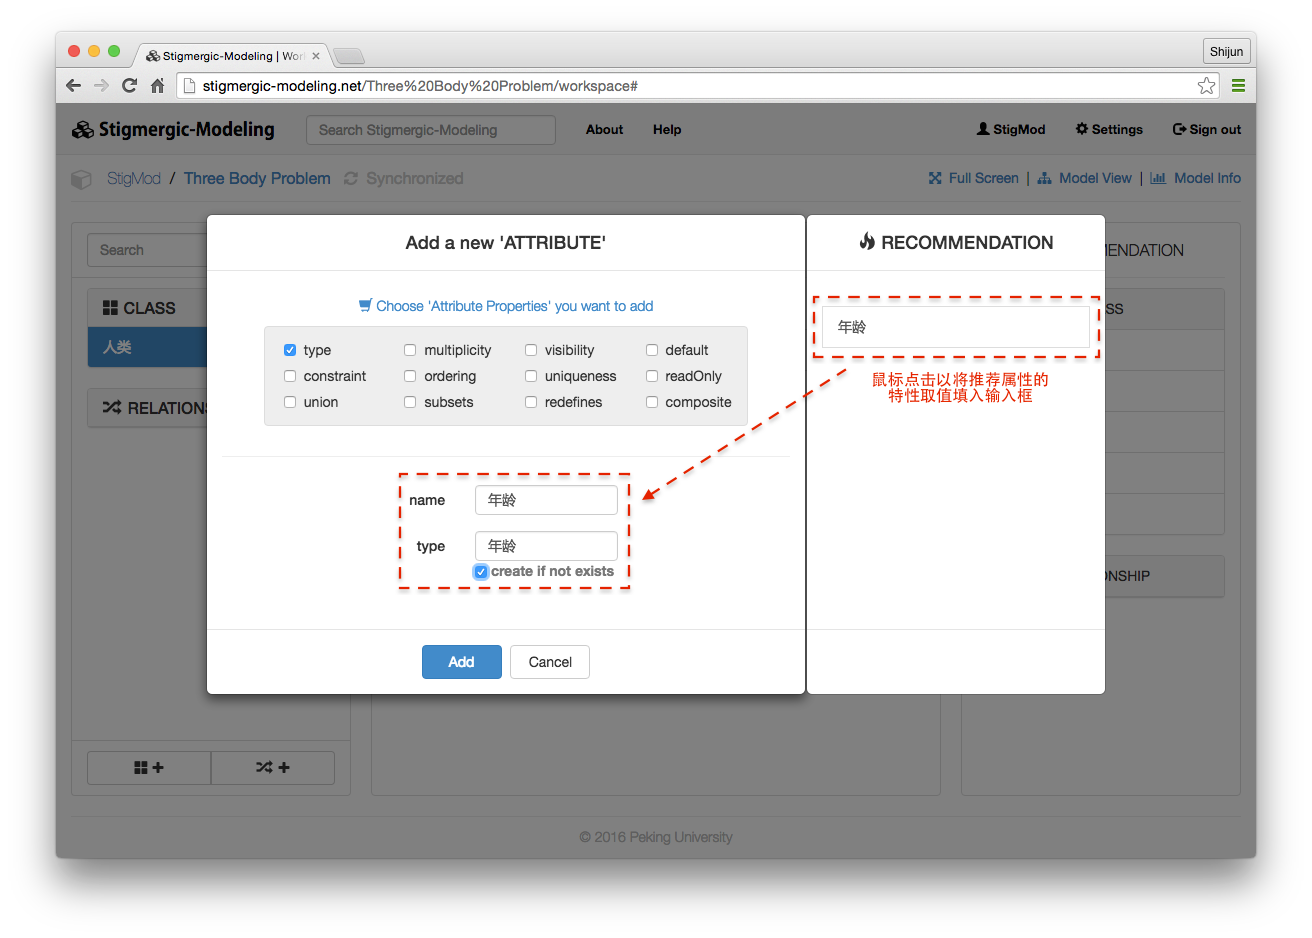 Stigmergic-Modeling | Wor
Shijun
stigmergic-modeling.net/Three%20Body%20Problem/workspace#
Stigmergic-Modeling
Search Stigmergic-Modeling
About
Help
StigMod
Settings
Sign out
StigMod / Three Body Problem
Synchronized
Full Screen |
Model View |
Model Info
Search
CLASS
人类
RELATIONS
Add a new 'ATTRIBUTE'
Choose 'Attribute Properties' you want to add
type
multiplicity
visibility
default
constraint
ordering
uniqueness
readOnly
union
subsets
redefines
composite
name
年龄
type
年龄
create if not exists
Add
Cancel
RECOMMENDATION
年龄
鼠标点击以将推荐属性的
特性取值填入输入框
MENDATION
SS
ONSHIP
© 2016 Peking University